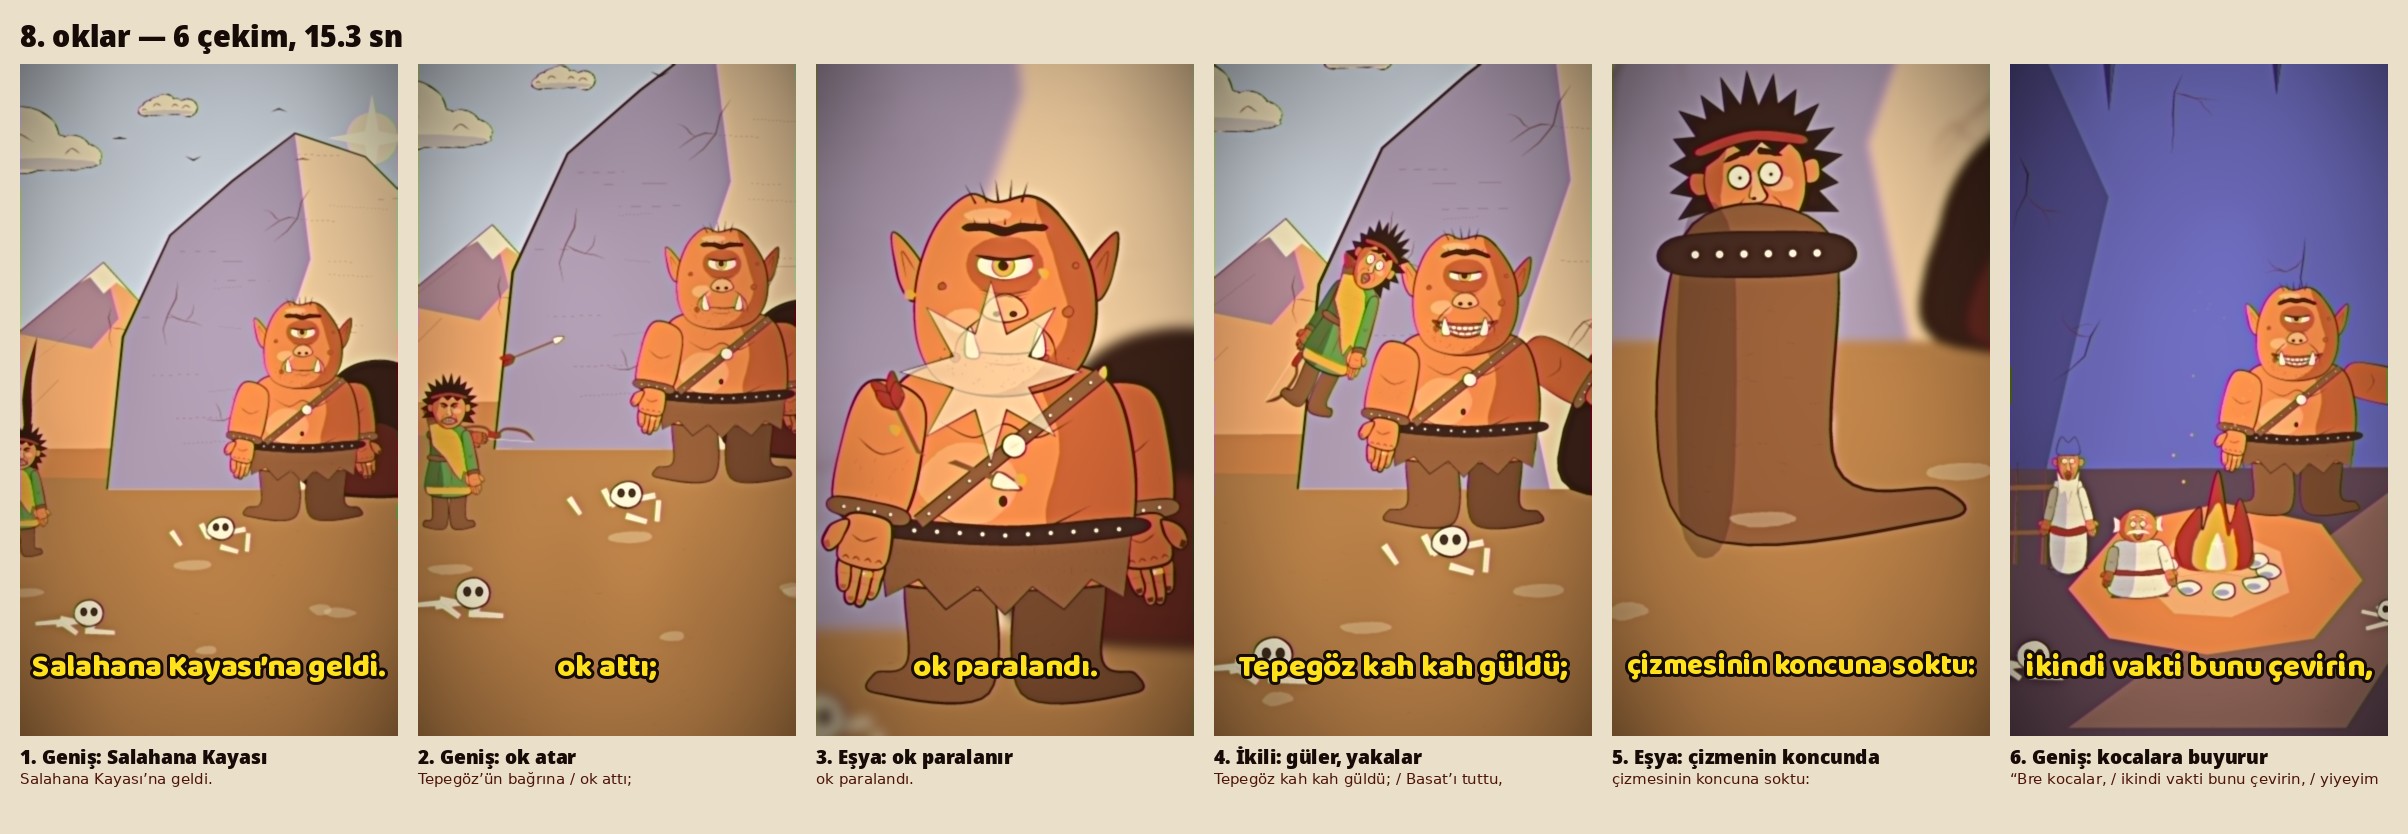 8. oklar — 6 çekim, 15.3 sn
Salahana Kayası’na geldi.
ok attı;
ok paralandı.
Tepegöz kah kah güldü;
çizmesinin koncuna soktu:
ikindi vakti bunu çevirin,
1. Geniş: Salahana Kayası
Salahana Kayası’na geldi.
2. Geniş: ok atar
Tepegöz’ün bağrına / ok attı;
3. Eşya: ok paralanır
ok paralandı.
4. İkili: güler, yakalar
Tepegöz kah kah güldü; / Basat’ı tuttu,
5. Eşya: çizmenin koncunda
çizmesinin koncuna soktu:
6. Geniş: kocalara buyurur
“Bre kocalar, / ikindi vakti bunu çevirin, / yiyeyim